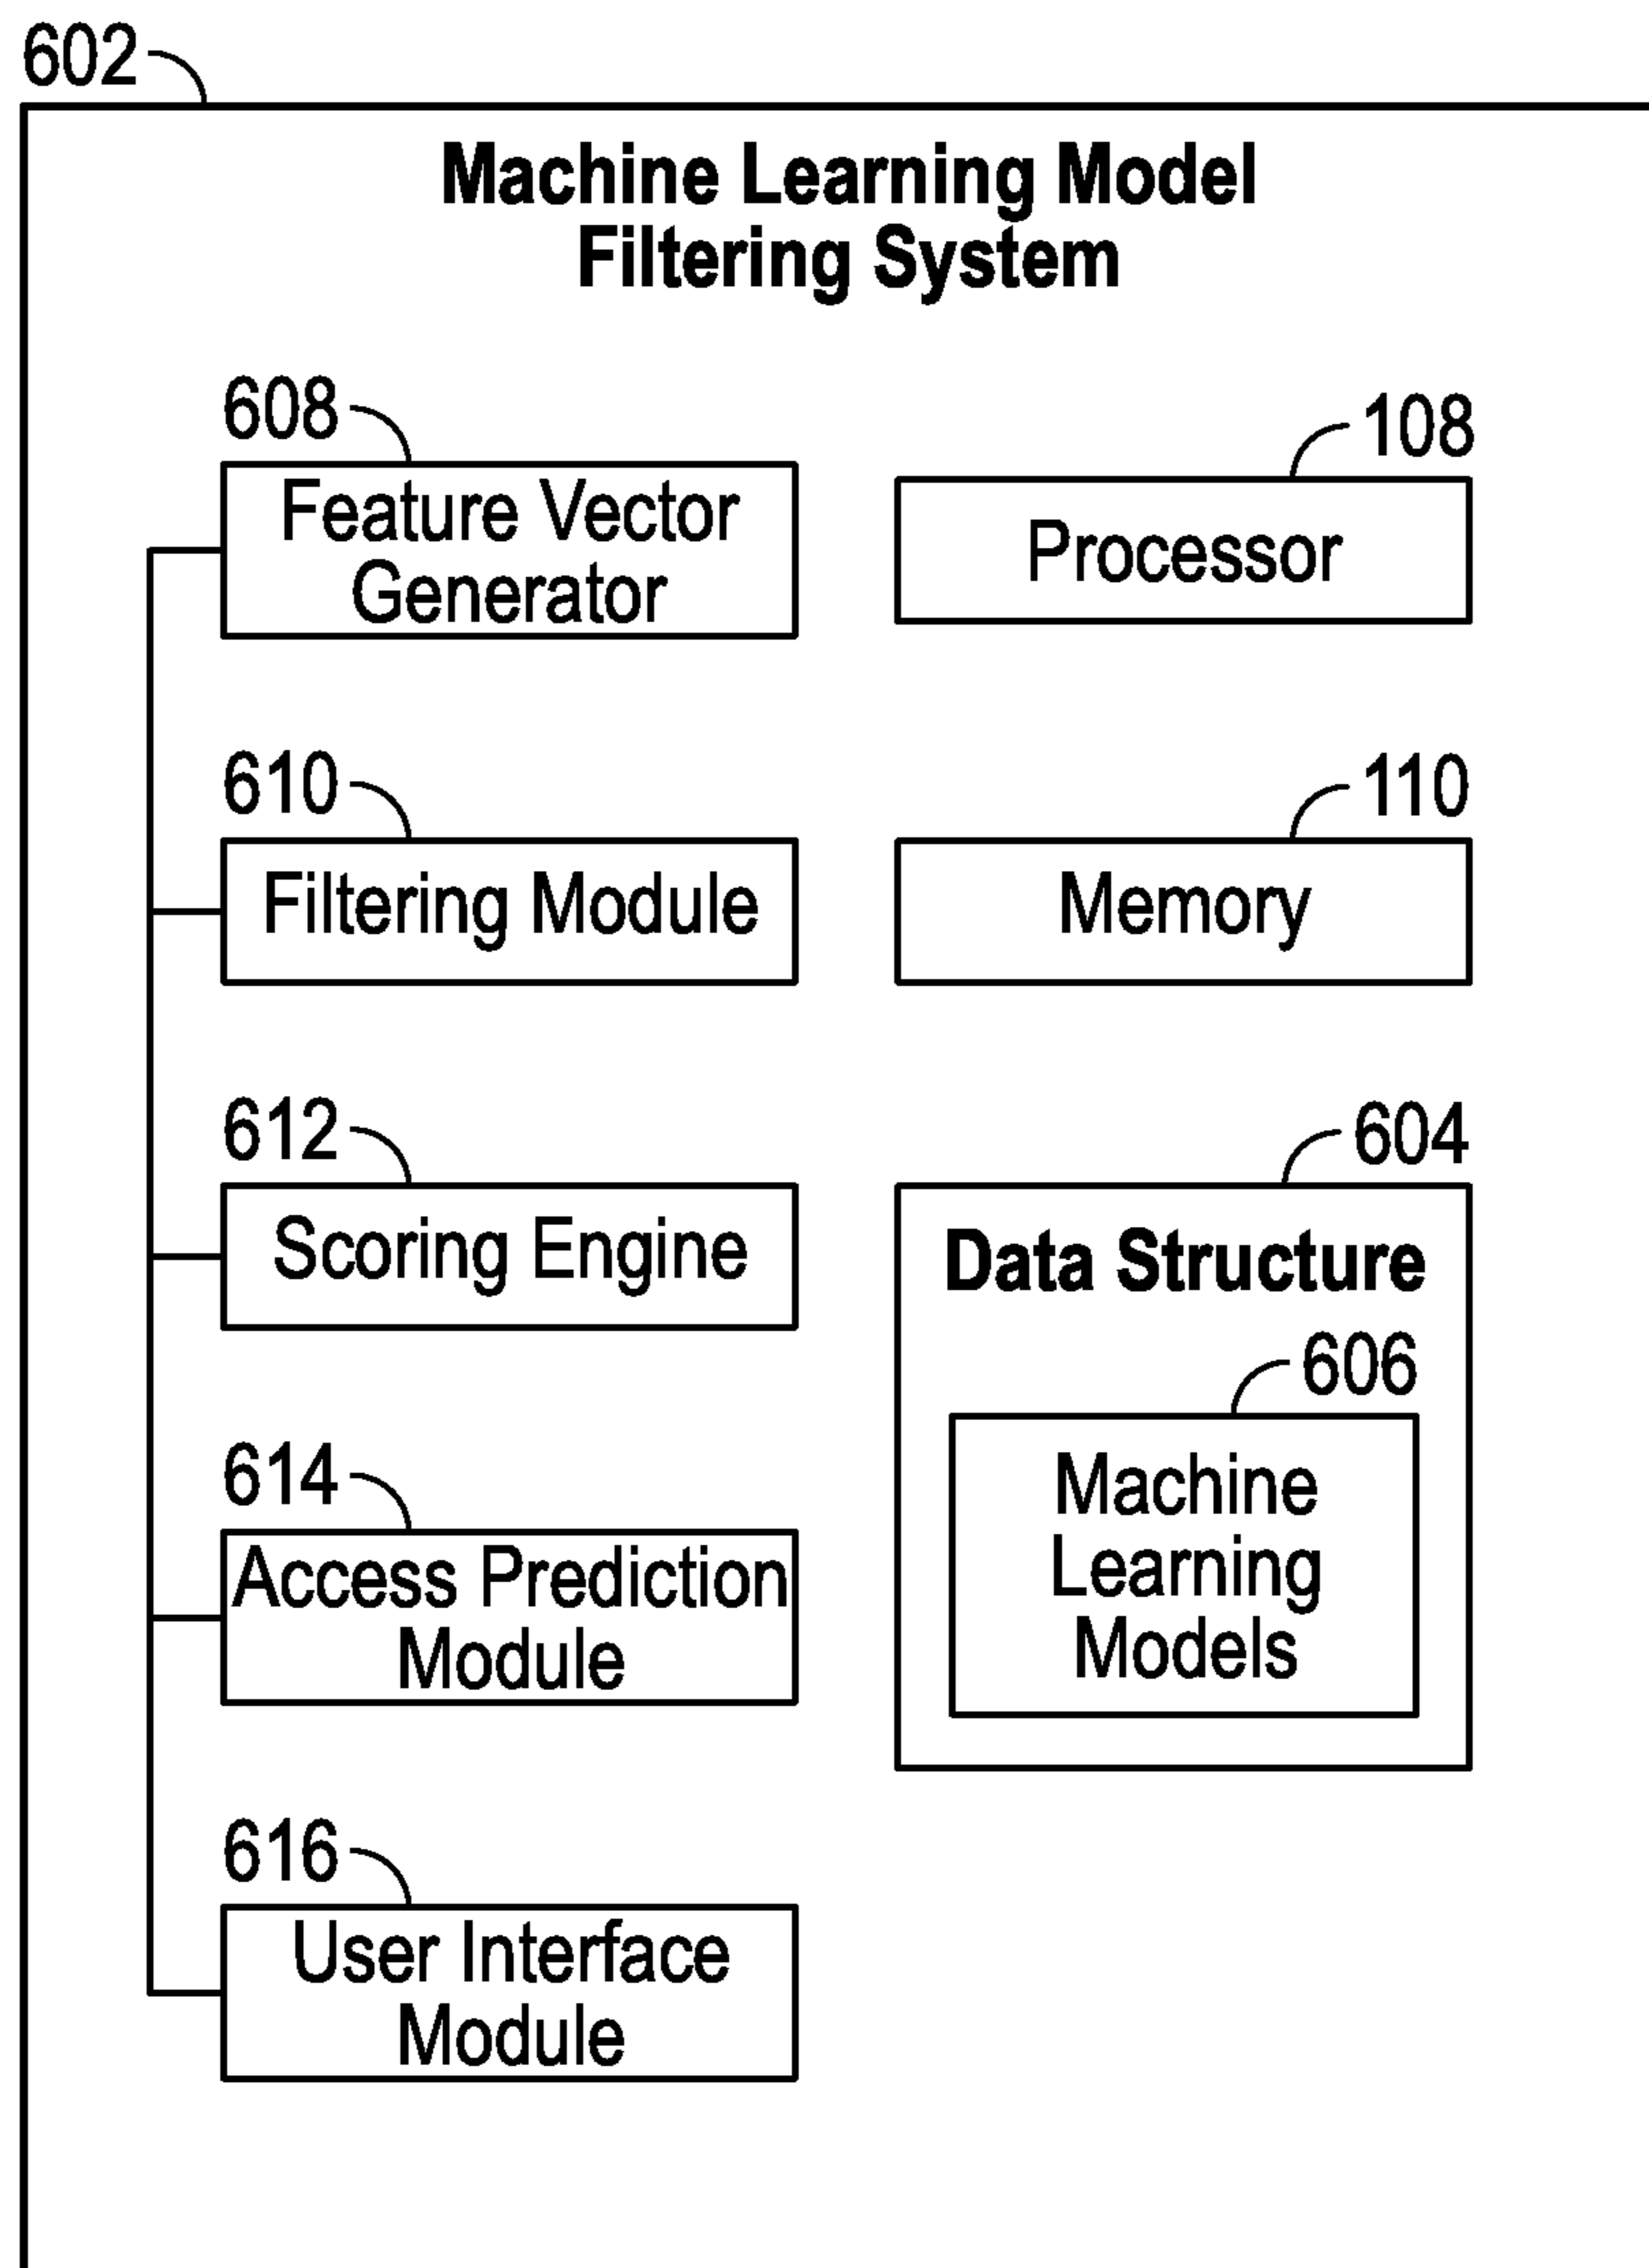 602
Machine Learning Model
Filtering System
608
Feature Vector
Generator
108
Processor
610
Filtering Module
110
Memory
612
Scoring Engine
604
Data Structure
606
Machine
Learning
Models
614
Access Prediction
Module
616
User Interface
Module